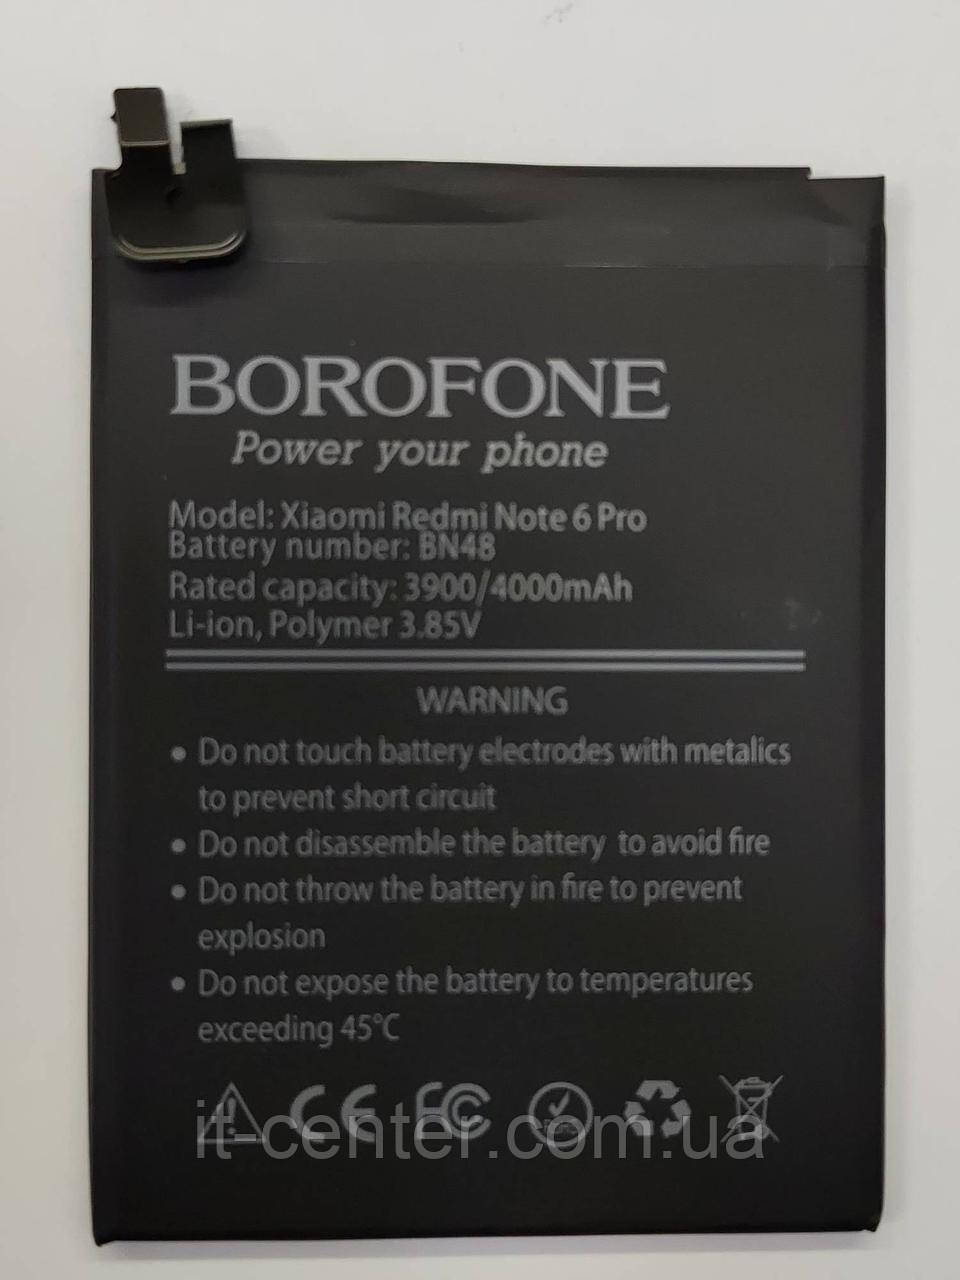 BOROFONE
Power your phone
Model: Xiaomi Redmi Note 6 Pro
Battery number: BN48
Rated capacity: 3900/4000mAh
Li-ion, Polymer 3.85V
WARNING
• Do not touch battery electrodes with metalics
to prevent short circuit
• Do not disassemble the battery to avoid fire
• Do not throw the battery in fire to prevent
explosion
• Do not expose the battery to temperatures
exceeding 45°C
CE FC RoHS
it-center.com.ua